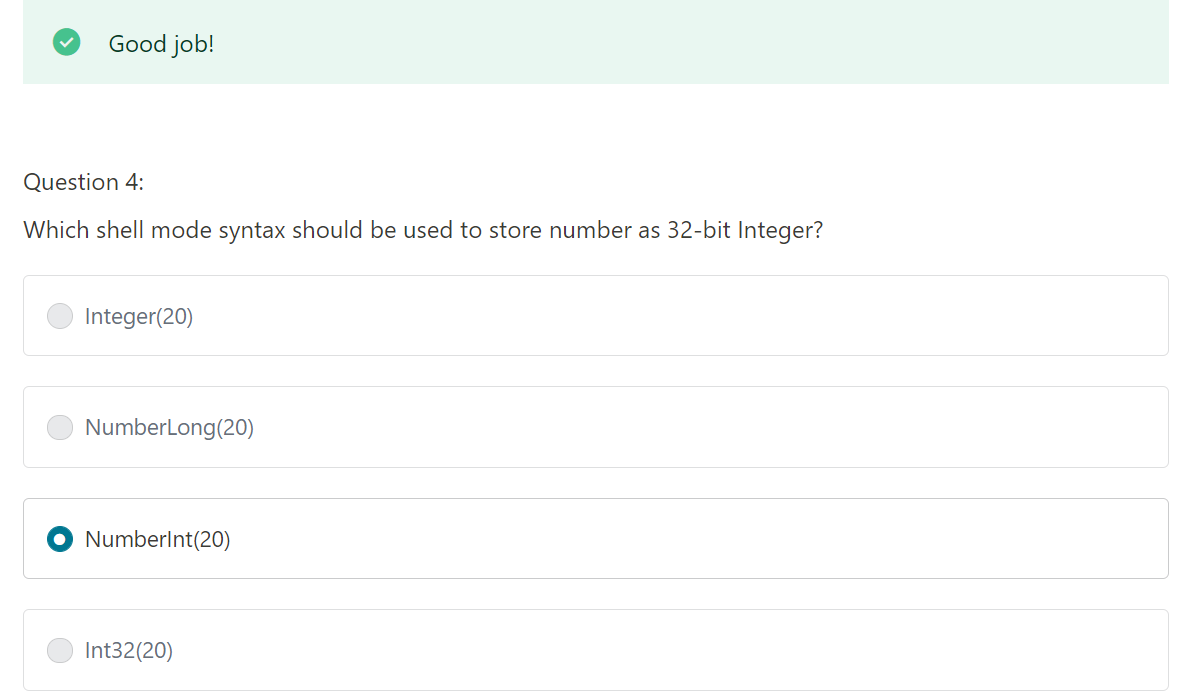 Good job!
Question 4:
Which shell mode syntax should be used to store number as 32-bit Integer?
Integer(20)
NumberLong(20)
NumberInt(20)
Int32(20)